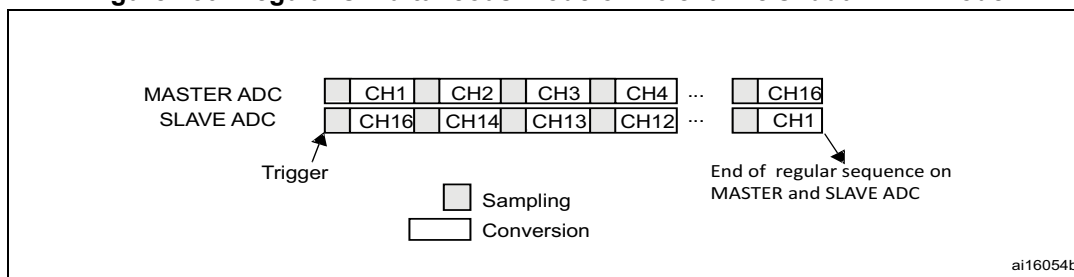 MASTER ADC CH1 CH2 CH3 CH4 ... CH16
SLAVE ADC CH16 CH14 CH13 CH12 ... CH1
Trigger
End of regular sequence on
MASTER and SLAVE ADC
Sampling
Conversion
ai16054b